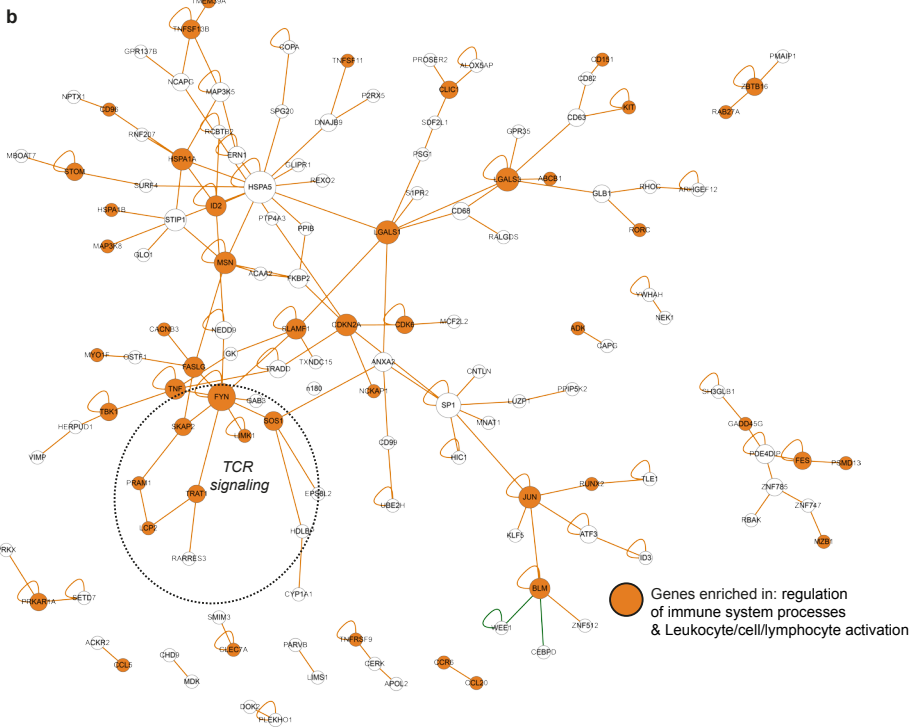 b
TMEM39A
TNFSF13B
COPA
GPR137B
NCAPG
TNFSF11
PROSER2
ALOX5AP
CD151
PMAIP1
CD82
ZBTB16
NPTX1
CD96
MAP3K5
P2RX5
CLIC1
KIT
RAB27A
SPG20
DNAJB9
SDF2L1
CD63
RNF207
RCBTB2
GPR35
MBOAT7
HSPA1A
ERN1
PSG1
STOM
GLIPR1
SURF4
HSPA5
REXO2
LGALS3
ABCB1
S1PR2
GLB1
RHOC
ARHGEF12
HSPA1B
STIP1
ID2
PTP4A3
PPIB
LGALS1
CD68
RORC
MAP3K8
GLO1
RALGDS
MSN
ACAA2
FKBP2
YWHAH
NEK1
CACNB3
NEDD9
SLAMF1
CDKN2A
CDK6
MCF2L2
ADK
CAPG
MYO1F
OSTF1
GK
FASLG
TXNDC15
TRADD
ANXA2
CNTLN
TNF
n180
NCKAP1
PPIP5K2
SH3GLB1
FYN
GAB3
SP1
LUZP1
TBK1
SOS1
MNAT1
GADD45G
HERPUD1
SKAP2
LIMK1
CD99
HIC1
PDE4DIP
FES
PSMD13
VIMP
TCR
signaling
PRAM1
TRAT1
EPS8L2
JUN
RUNX2
TLE1
ZNF785
UBE2H
ZNF747
LCP2
HDLBP
KLF5
ATF3
RBAK
MZB1
RARRES3
ID3
PRKX
CYP1A1
BLM
PRKAR1A
SETD7
Genes enriched in: regulation
of immune system processes
& Leukocyte/cell/lymphocyte activation
SMIM3
WEE1
ZNF512
ACKR2
TNFRSF9
CEBPD
CLEC7A
PARVB
CCL5
CHD9
CERK
CCR6
MDK
LIMS1
APOL2
CCL20
DOK2
PLEKHO1